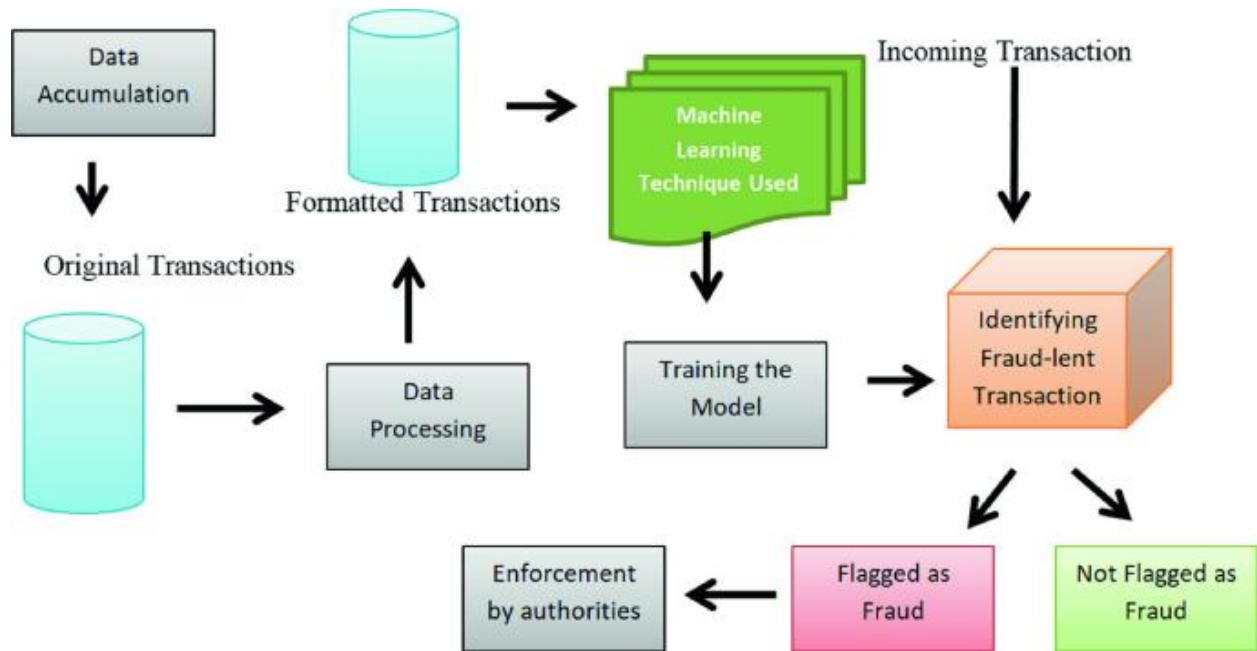 Data
Accumulation
Original Transactions
Data
Processing
Formatted Transactions
Machine
Learning
Technique Used
Training the
Model
Incoming Transaction
Identifying
Fraud-lent
Transaction
Flagged as
Fraud
Not Flagged as
Fraud
Enforcement
by authorities